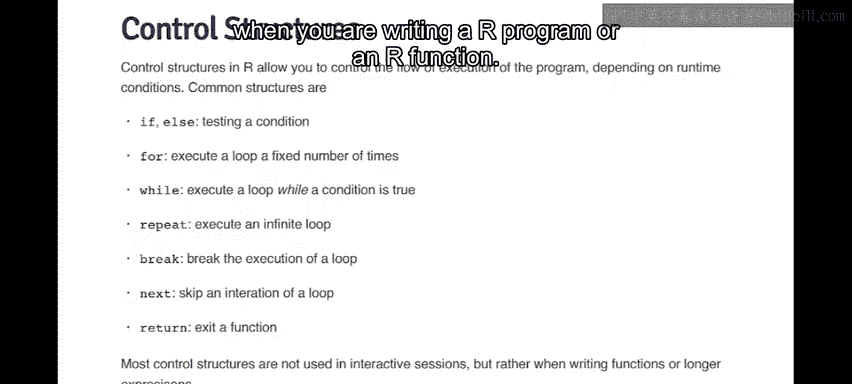 Control Structures
when you are writing a R program or
an R function.
Control structures in R allow you to control the flow of execution of the program, depending on runtime
conditions. Common structures are
· if, else: testing a condition
· for: execute a loop a fixed number of times
· while: execute a loop while a condition is true
· repeat: execute an infinite loop
· break: break the execution of a loop
· next: skip an interation of a loop
· return: exit a function
Most control structures are not used in interactive sessions, but rather when writing functions or longer